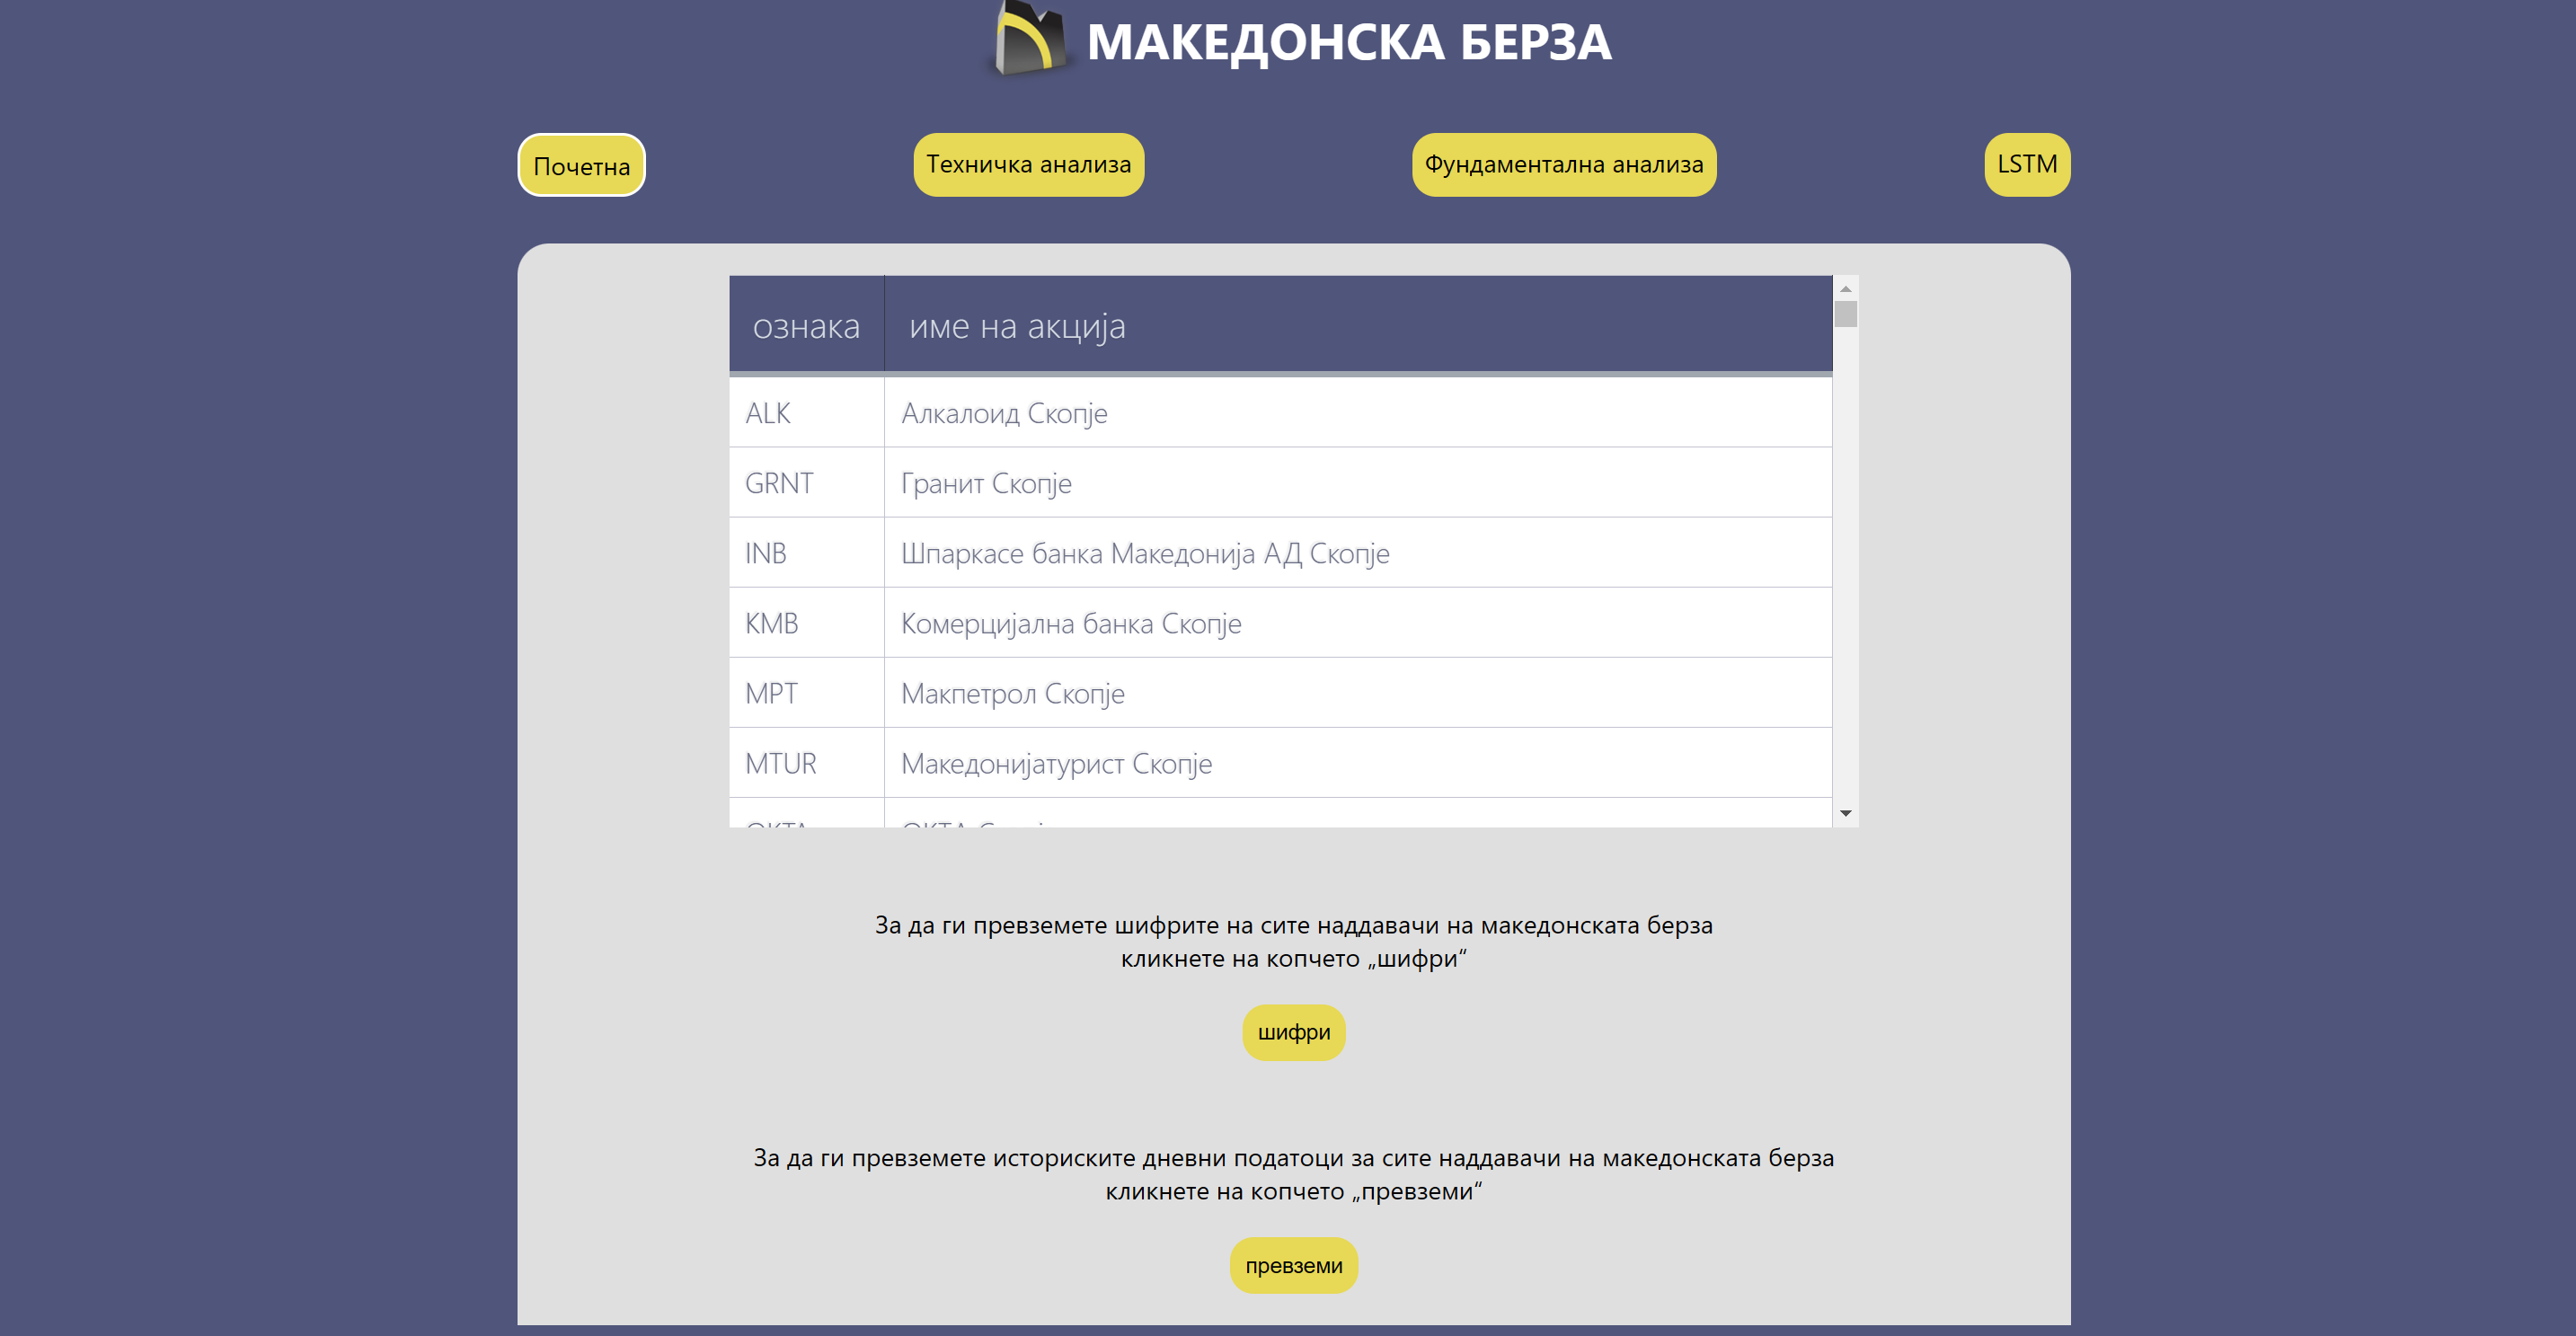 МАКЕДОНСКА БЕРЗА
Почетна
Техничка анализа
Фундаментална анализа
LSTM
ознака име на акција
ALK Алкалоид Скопје
GRNT Гранит Скопје
INB Шпаркасе банка Македонија АД Скопје
KMB Комерцијална банка Скопје
MPT Макпетрол Скопје
MTUR Македонијатурист Скопје
За да ги превземете шифрите на сите наддавачи на македонската берза
кликнете на копчето „шифри“
шифри
За да ги превземете историските дневни податоци за сите наддавачи на македонската берза
кликнете на копчето „превземи“
превземи